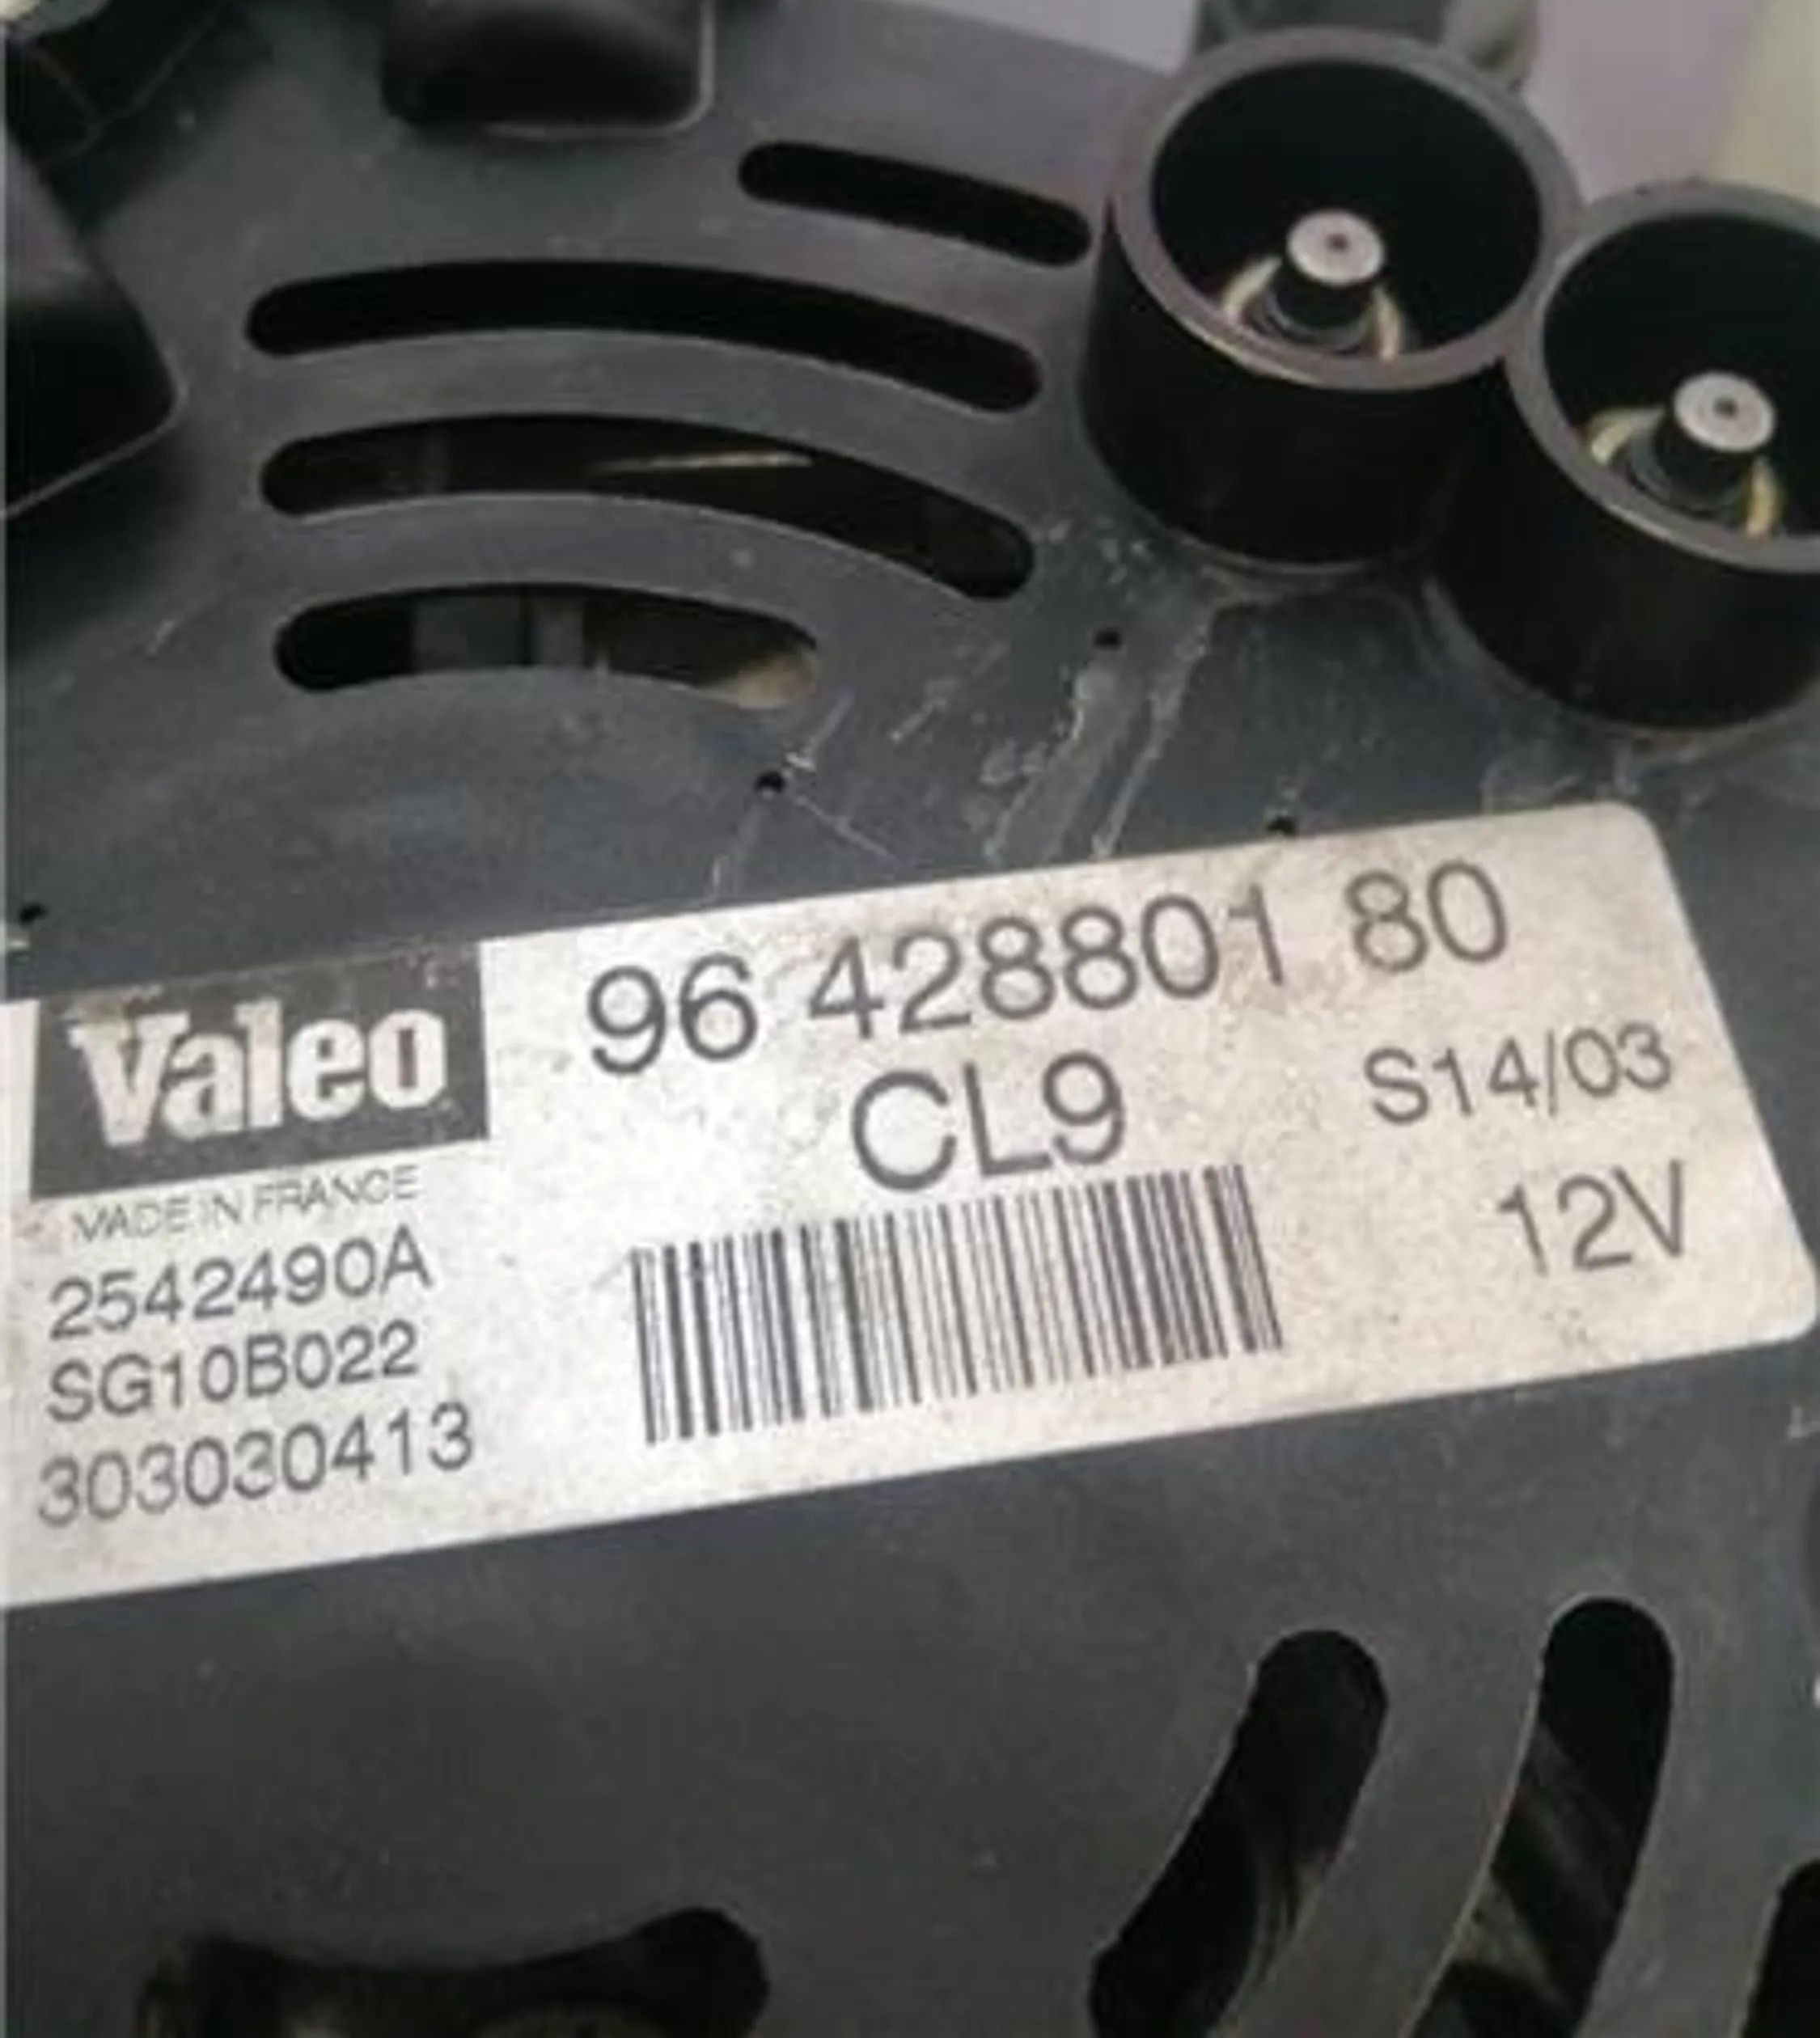 Valeo
MADE IN FRANCE
2542490A
SG10B022
303030413
96 428801 80
CL9
S14/03
12V